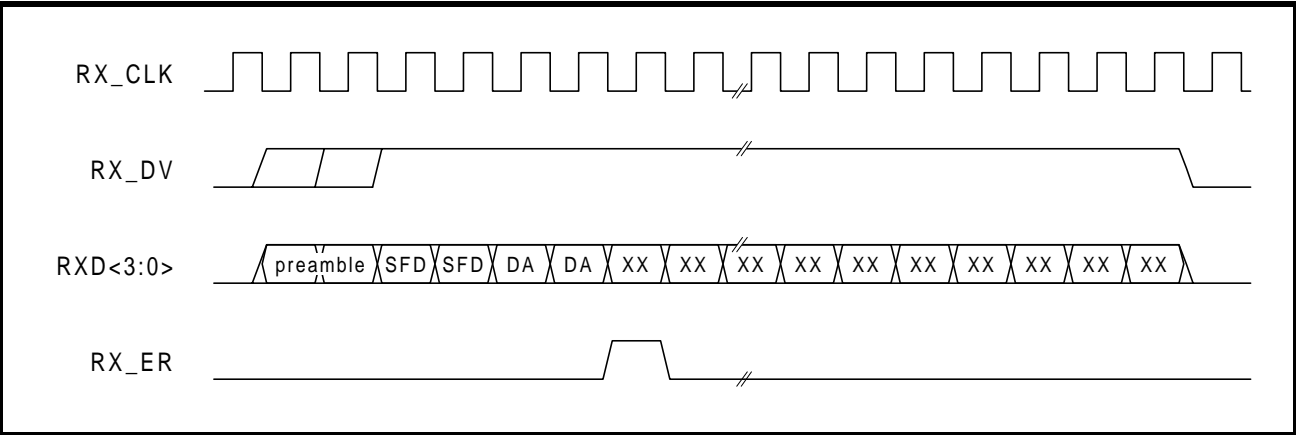 RX_CLK
RX_DV
RXD<3:0> preamble SFD SFD DA DA XX XX XX XX XX XX XX XX XX XX
RX_ER